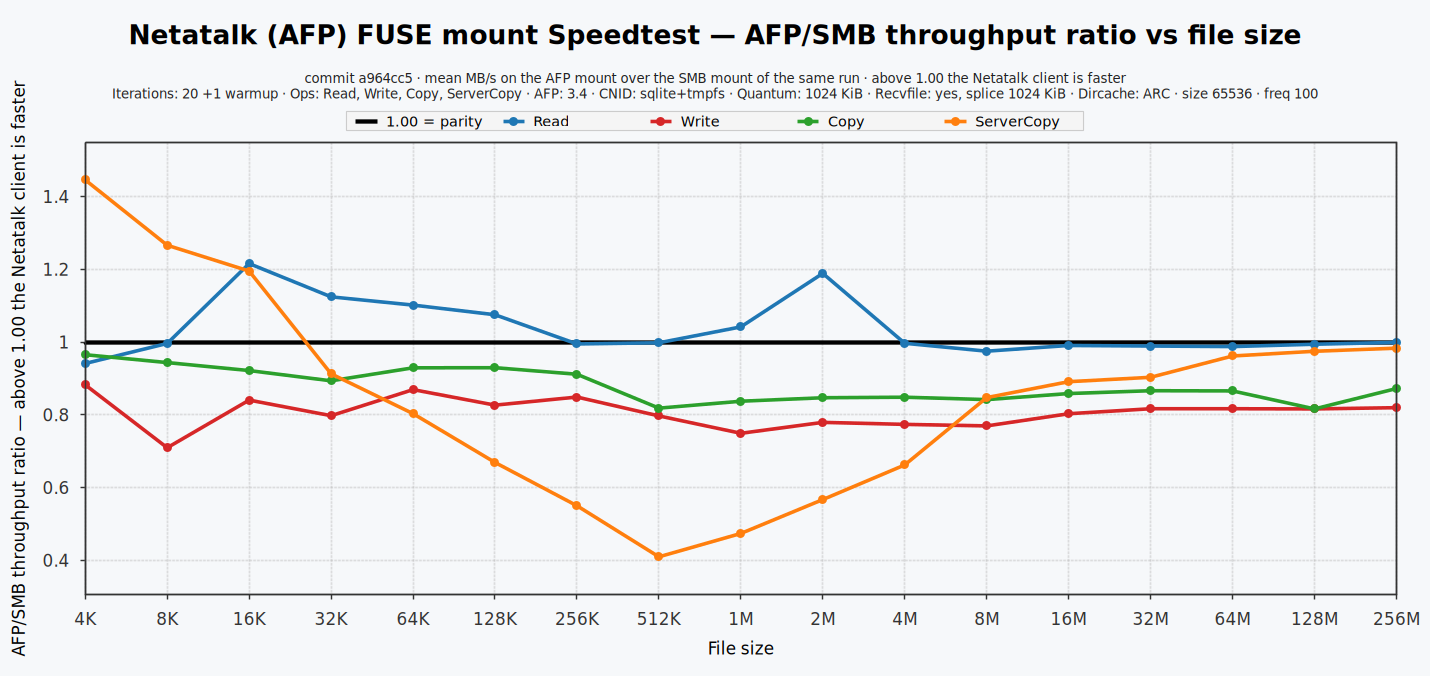 Netatalk (AFP) FUSE mount Speedtest — AFP/SMB throughput ratio vs file size
commit a964cc5 · mean MB/s on the AFP mount over the SMB mount of the same run · above 1.00 the Netatalk client is faster
Iterations: 20 +1 warmup · Ops: Read, Write, Copy, ServerCopy · AFP: 3.4 · CNID: sqlite+tmpfs · Quantum: 1024 KiB · Recvfile: yes, splice 1024 KiB · Dircache: ARC · size 65536 · freq 100
1.00 = parity Read Write Copy ServerCopy
AFP/SMB throughput ratio — above 1.00 the Netatalk client is faster
1.4
1.2
1
0.8
0.6
0.4
4K 8K 16K 32K 64K 128K 256K 512K 1M 2M 4M 8M 16M 32M 64M 128M 256M
File size